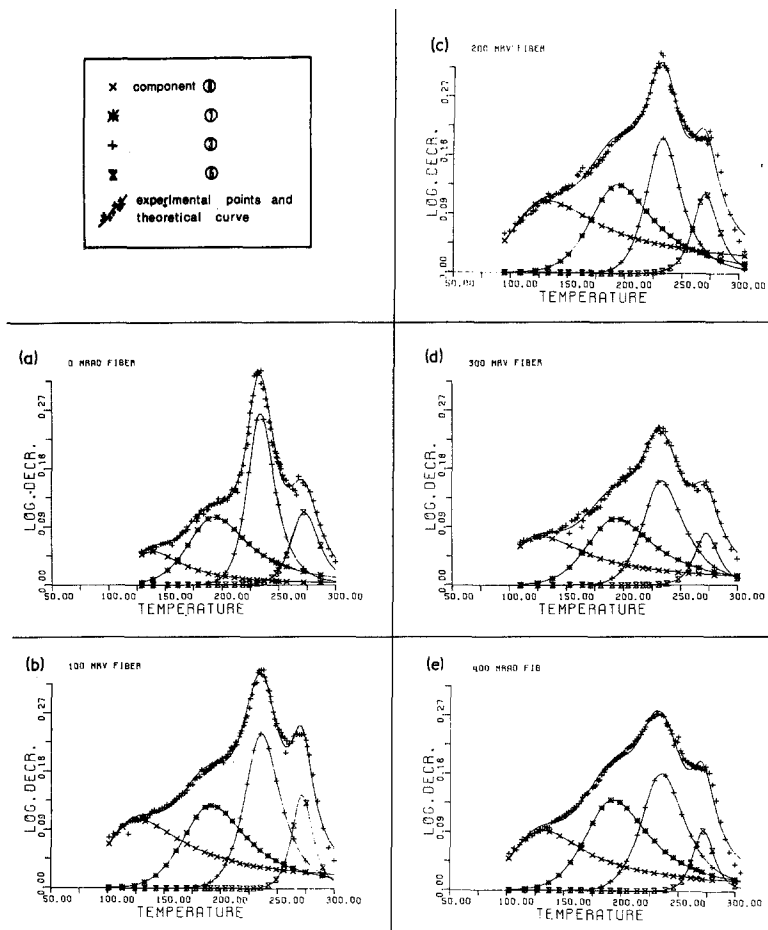 component
experimental points and
theoretical curve
(c) 200 MRV FIBER
LOG.DECR.
0.27
0.18
0.09
0.00
50.00 100.00 150.00 200.00 250.00 300.00
TEMPERATURE
(a) 0 MRAD FIBER
LOG.DECR.
0.27
0.18
0.09
0.00
50.00 100.00 150.00 200.00 250.00 300.00
TEMPERATURE
(d) 300 MRV FIBER
LOG.DECR.
0.27
0.18
0.09
0.00
50.00 100.00 150.00 200.00 250.00 300.00
TEMPERATURE
(b) 100 MRV FIBER
LOG.DECR.
0.27
0.18
0.09
0.00
50.00 100.00 150.00 200.00 250.00 300.00
TEMPERATURE
(e) 400 MRAD FIB
LOG.DECR.
0.27
0.18
0.09
0.00
50.00 100.00 150.00 200.00 250.00 300.00
TEMPERATURE